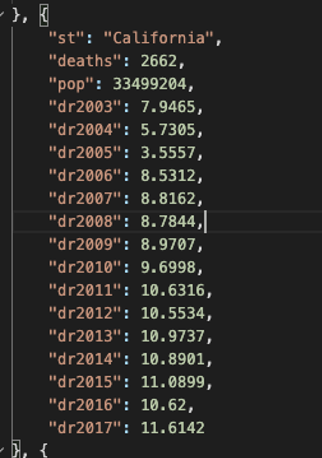 }, {
"st": "California",
"deaths": 2662,
"pop": 33499204,
"dr2003": 7.9465,
"dr2004": 5.7305,
"dr2005": 3.5557,
"dr2006": 8.5312,
"dr2007": 8.8162,
"dr2008": 8.7844,
"dr2009": 8.9707,
"dr2010": 9.6998,
"dr2011": 10.6316,
"dr2012": 10.5534,
"dr2013": 10.9737,
"dr2014": 10.8901,
"dr2015": 11.0899,
"dr2016": 10.62,
"dr2017": 11.6142
}, {